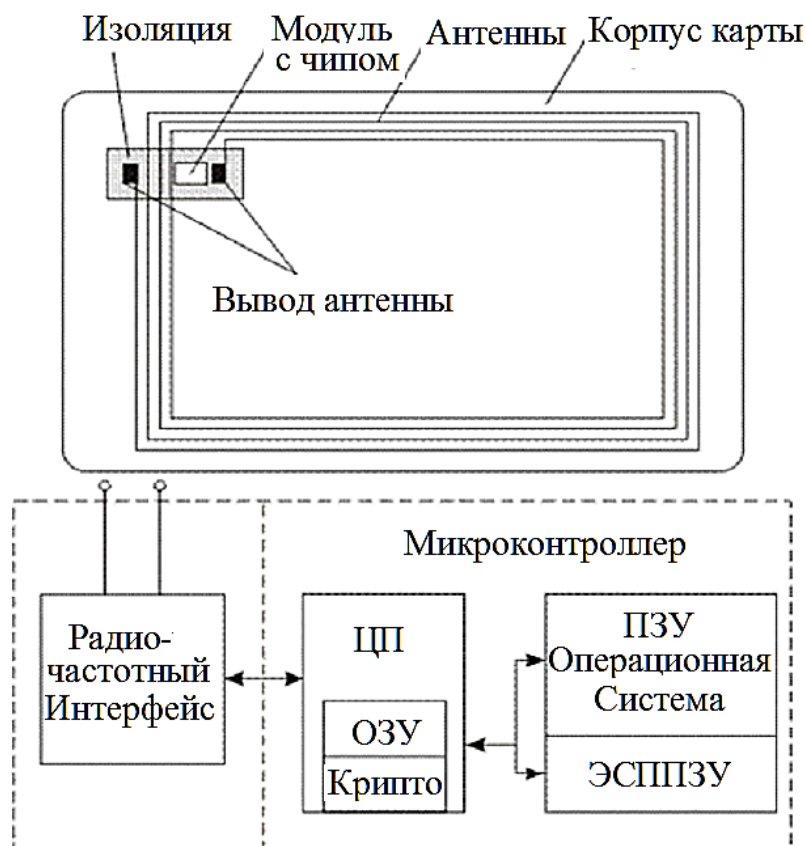 Изоляция
Модуль
с чипом
Антенны
Корпус карты
Вывод антенны
Микроконтроллер
Радио-
частотный
Интерфейс
ЦП
ОЗУ
Крипто
ПЗУ
Операционная
Система
ЭСППЗУ